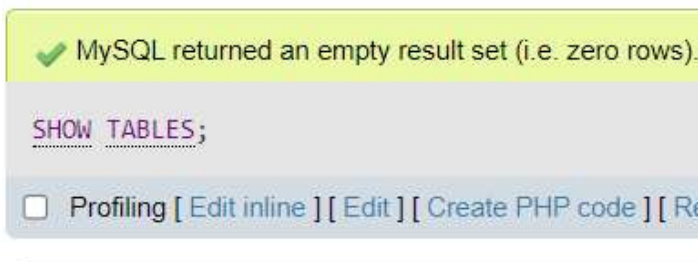 MySQL returned an empty result set (i.e. zero rows).
SHOW TABLES;
Profiling [ Edit inline ] [ Edit ] [ Create PHP code ] [